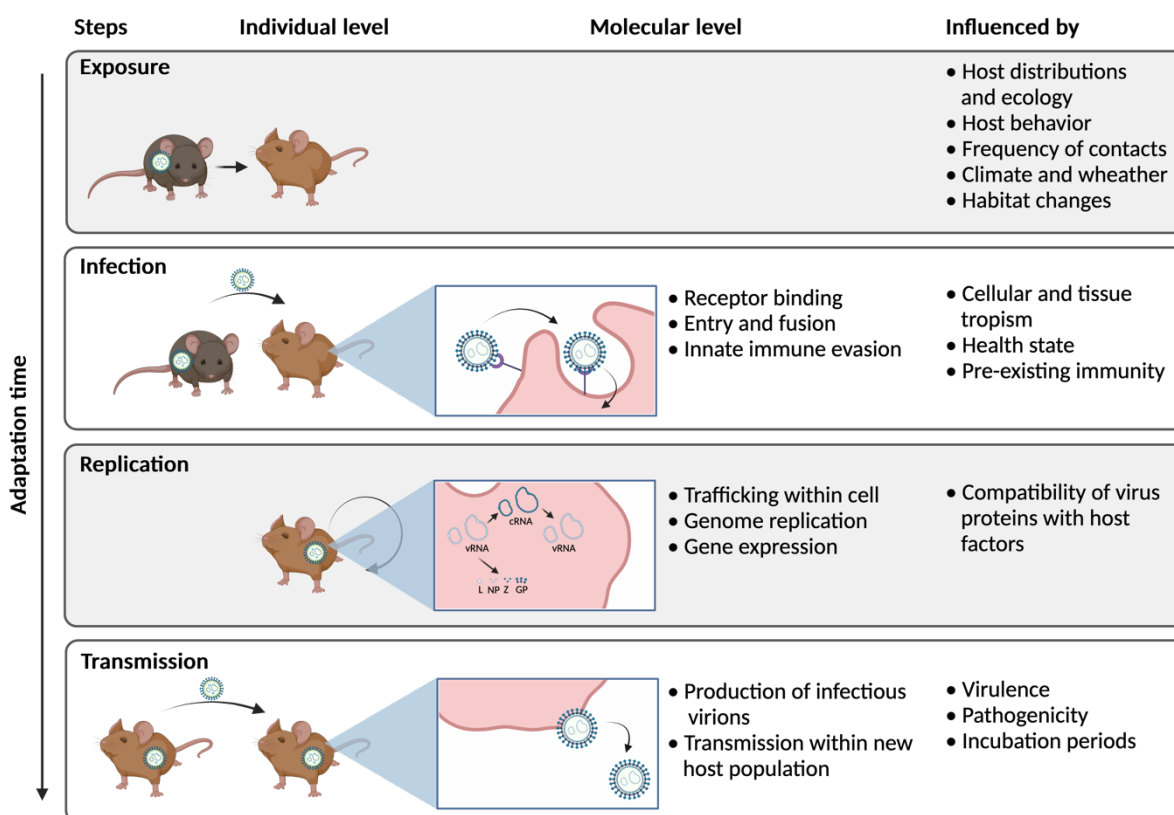 Steps
Individual level
Molecular level
Influenced by
Adaptation time
Exposure
• Host distributions
and ecology
• Host behavior
• Frequency of contacts
• Climate and wheather
• Habitat changes
Infection
• Receptor binding
• Entry and fusion
• Innate immune evasion
• Cellular and tissue
tropism
• Health state
• Pre-existing immunity
Replication
cRNA
vRNA
vRNA
L NP Z GP
• Trafficking within cell
• Genome replication
• Gene expression
• Compatibility of virus
proteins with host
factors
Transmission
• Production of infectious
virions
• Transmission within new
host population
• Virulence
• Pathogenicity
• Incubation periods